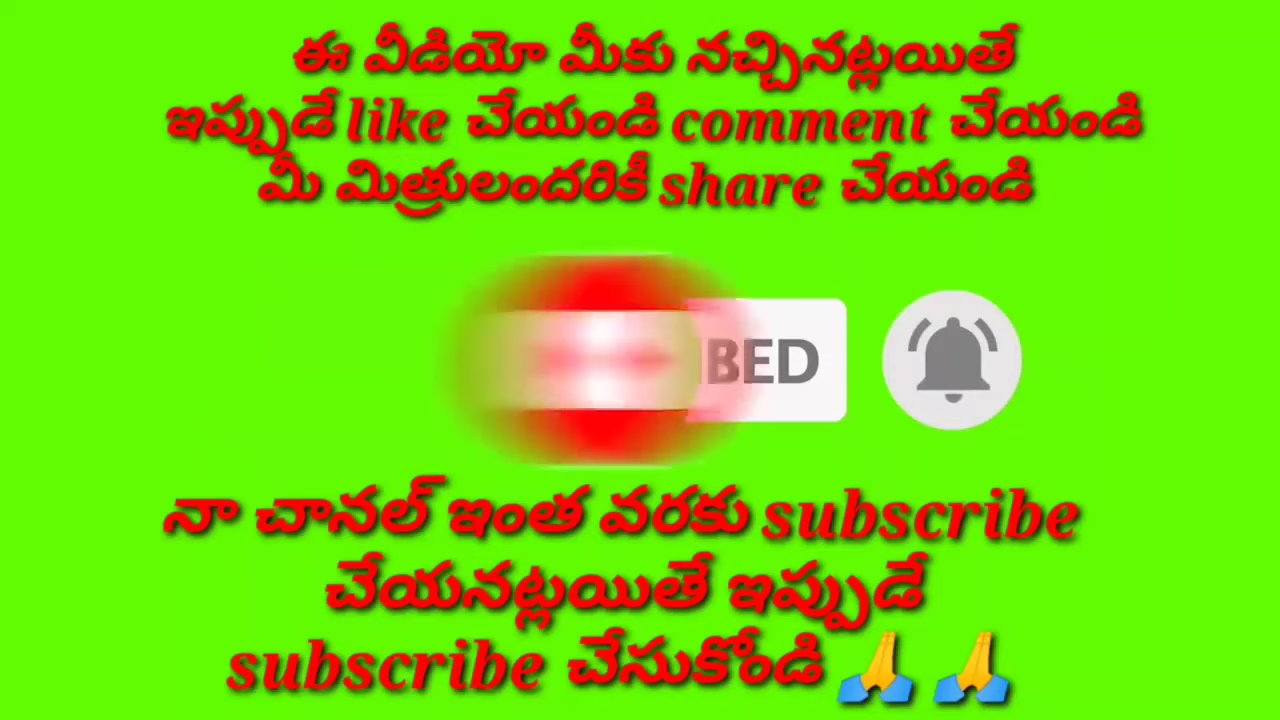 ఈ వీడియో మీకు నచ్చినట్లయితే
ఇప్పుడే like చేయండి comment చేయండి
మీ మిత్రులందరికీ share చేయండి
BED
నా చానల్ ఇంత వరకు subscribe
చేయనట్లయితే ఇప్పుడే
subscribe చేసుకోండి 🙏 🙏